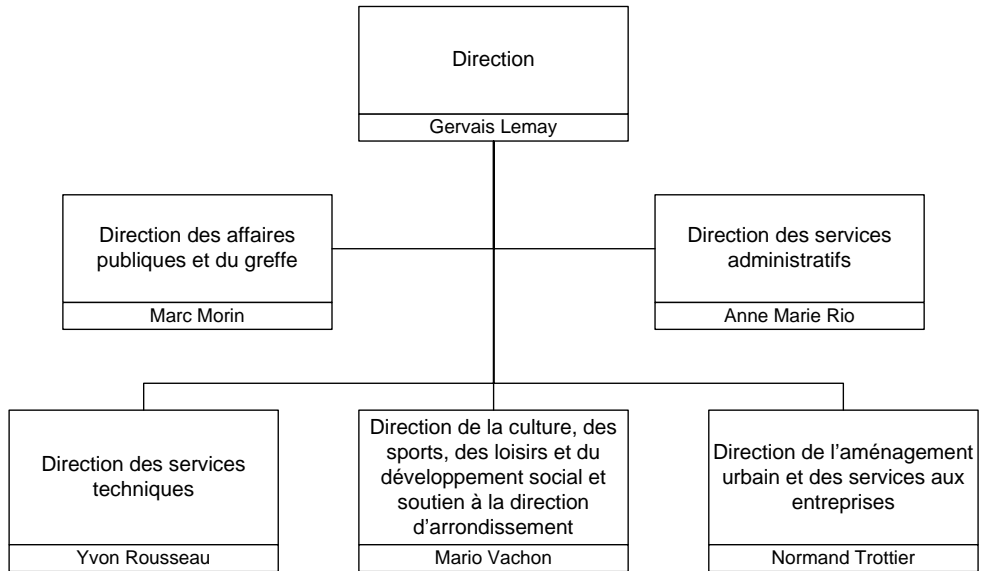 Direction
Gervais Lemay
Direction des affaires
publiques et du greffe
Marc Morin
Direction des services
administratifs
Anne Marie Rio
Direction des services
techniques
Yvon Rousseau
Direction de la culture, des
sports, des loisirs et du
développement social et
soutien à la direction
d’arrondissement
Mario Vachon
Direction de l’aménagement
urbain et des services aux
entreprises
Normand Trottier